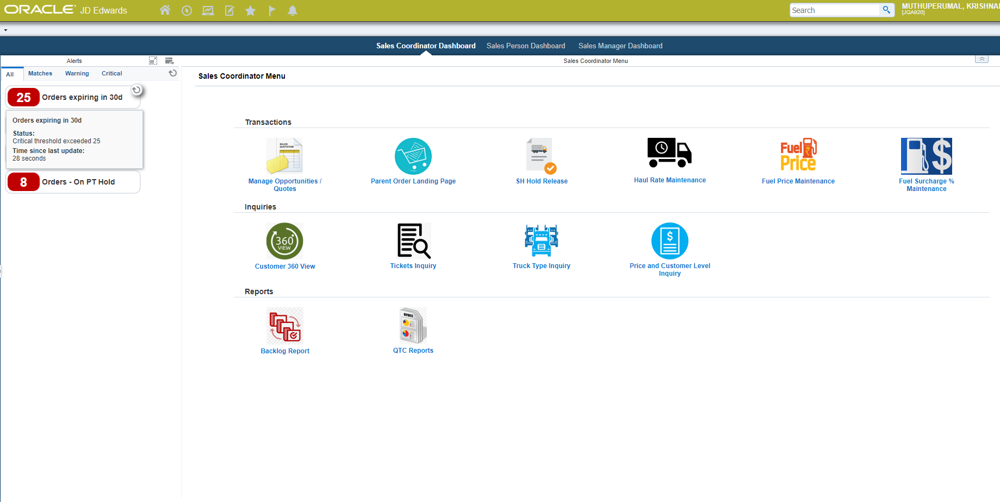 ORACLE JD Edwards
Search
MUTHUPERUMAL, KRISHNA
[JQA920]
Sales Coordinator Dashboard Sales Person Dashboard Sales Manager Dashboard
Alerts
Sales Coordinator Menu
All Matches Warning Critical
Sales Coordinator Menu
25 Orders expiring in 30d
Orders expiring in 30d
Status:
Critical threshold exceeded 25
Time since last update:
28 seconds
8 Orders - On PT Hold
Transactions
SALES
QUOTATION
Fuel
Price
Manage Opportunities /
Quotes
Parent Order Landing Page
SH Hold Release
Haul Rate Maintenance
Fuel Price Maintenance
Fuel Surcharge %
Maintenance
Inquiries
360°
VIEW
Customer 360 View
Tickets Inquiry
Truck Type Inquiry
Price and Customer Level
Inquiry
Reports
REPORTS
Backlog Report
QTC Reports